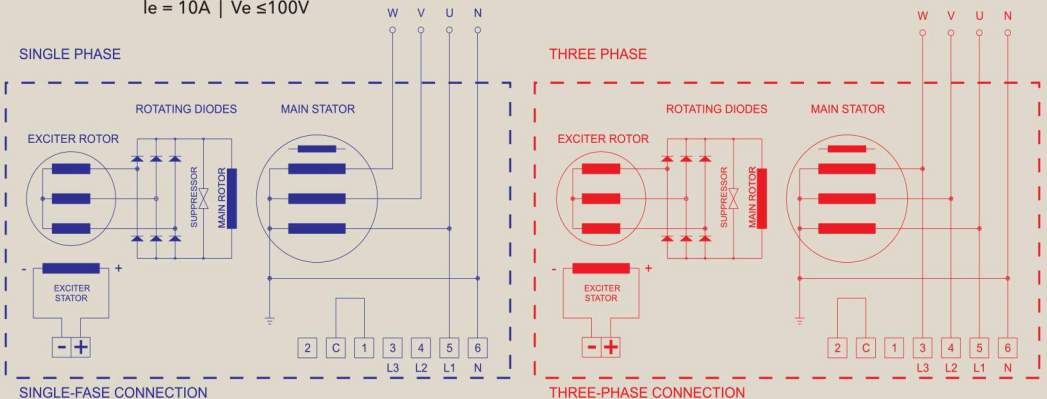 Ie = 10A | Ve ≤100V
W V U N
SINGLE PHASE
ROTATING DIODES
MAIN STATOR
EXCITER ROTOR
SUPPRESSOR
MAIN ROTOR
- +
EXCITER
STATOR
- +
2 C 1 3 4 5 6
L3 L2 L1 N
SINGLE-FASE CONNECTION
W V U N
THREE PHASE
ROTATING DIODES
MAIN STATOR
EXCITER ROTOR
SUPPRESSOR
MAIN ROTOR
- +
EXCITER
STATOR
- +
2 C 1 3 4 5 6
L3 L2 L1 N
THREE-PHASE CONNECTION